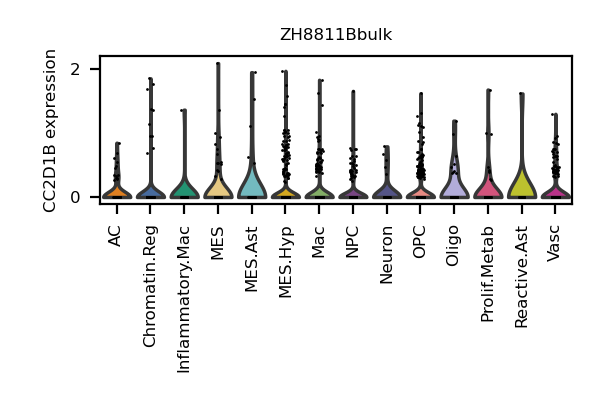 ZH8811Bbulk
CC2D1B expression
2
0
AC
Chromatin.Reg
Inflammatory.Mac
MES
MES.Ast
MES.Hyp
Mac
NPC
Neuron
OPC
Oligo
Prolif.Metab
Reactive.Ast
Vasc